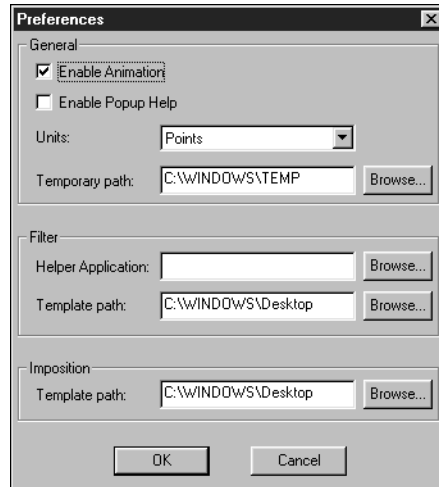 Preferences
General
Enable Animation
Enable Popup Help
Units: Points
Temporary path: C:\WINDOWS\TEMP Browse...
Filter
Helper Application: Browse...
Template path: C:\WINDOWS\Desktop Browse...
Imposition
Template path: C:\WINDOWS\Desktop Browse...
OK Cancel